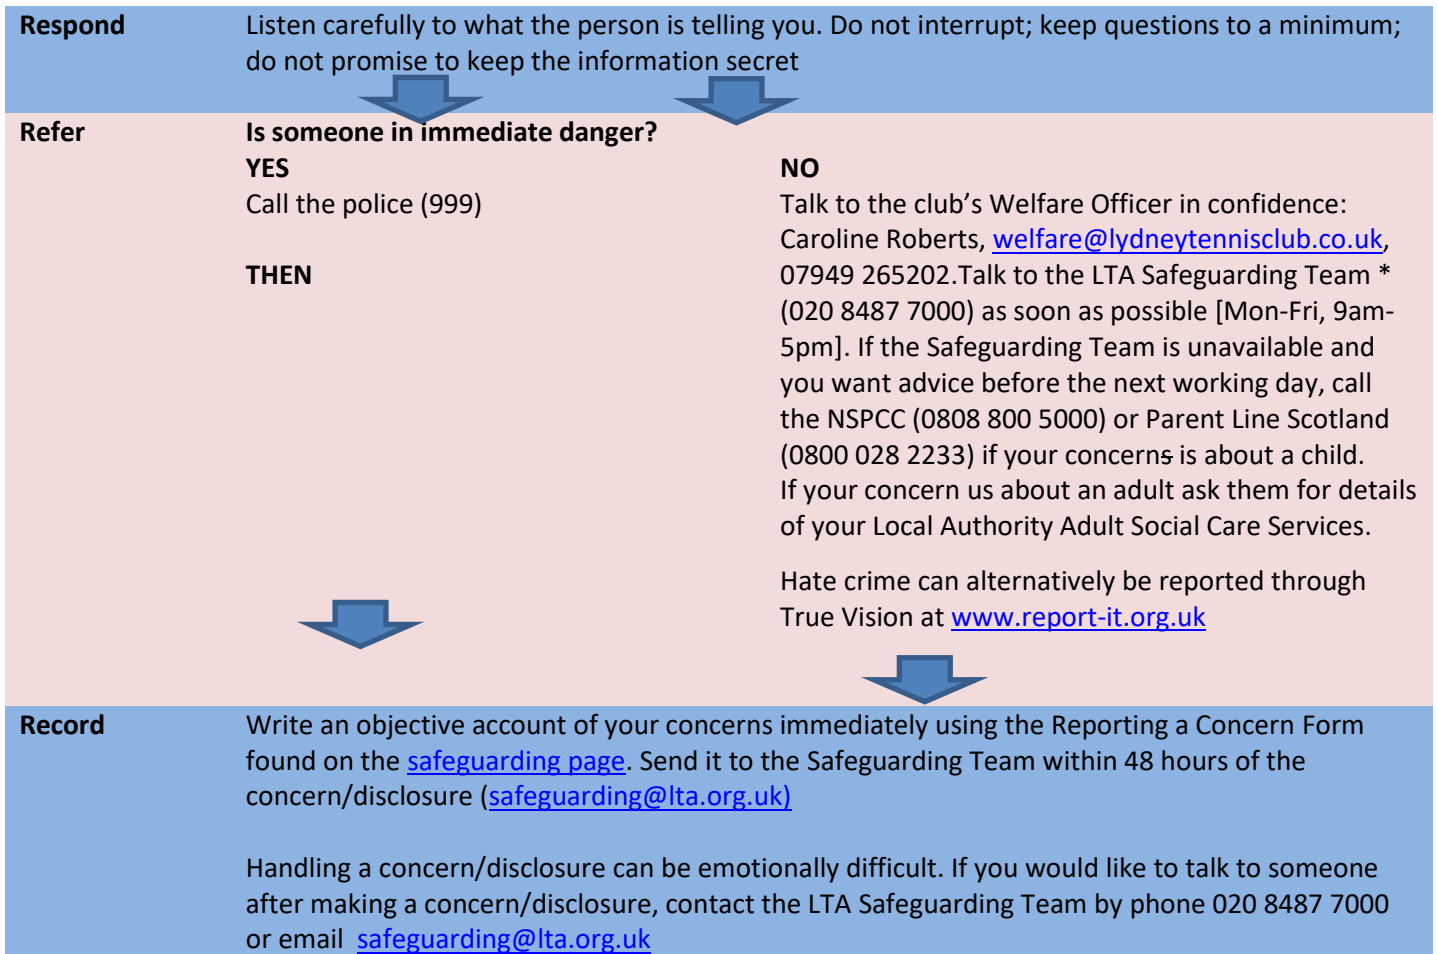 Respond
Listen carefully to what the person is telling you. Do not interrupt; keep questions to a minimum;
do not promise to keep the information secret
Refer
Is someone in immediate danger?
YES
Call the police (999)
THEN
NO
Talk to the club’s Welfare Officer in confidence:
Caroline Roberts, welfare@lydneytennisclub.co.uk,
07949 265202.Talk to the LTA Safeguarding Team *
(020 8487 7000) as soon as possible [Mon-Fri, 9am-
5pm]. If the Safeguarding Team is unavailable and
you want advice before the next working day, call
the NSPCC (0808 800 5000) or Parent Line Scotland
(0800 028 2233) if your concerns is about a child.
If your concern us about an adult ask them for details
of your Local Authority Adult Social Care Services.
Hate crime can alternatively be reported through
True Vision at www.report-it.org.uk
Record
Write an objective account of your concerns immediately using the Reporting a Concern Form
found on the safeguarding page. Send it to the Safeguarding Team within 48 hours of the
concern/disclosure (safeguarding@lta.org.uk)
Handling a concern/disclosure can be emotionally difficult. If you would like to talk to someone
after making a concern/disclosure, contact the LTA Safeguarding Team by phone 020 8487 7000
or email safeguarding@lta.org.uk